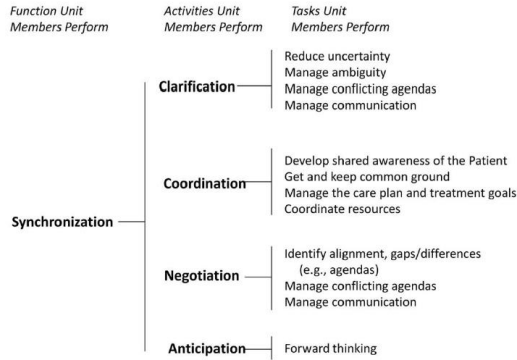 Function Unit
Members Perform
Activities Unit
Members Perform
Tasks Unit
Members Perform
Synchronization
Clarification
Reduce uncertainty
Manage ambiguity
Manage conflicting agendas
Manage communication
Coordination
Develop shared awareness of the Patient
Get and keep common ground
Manage the care plan and treatment goals
Coordinate resources
Negotiation
Identify alignment, gaps/differences
(e.g., agendas)
Manage conflicting agendas
Manage communication
Anticipation
Forward thinking